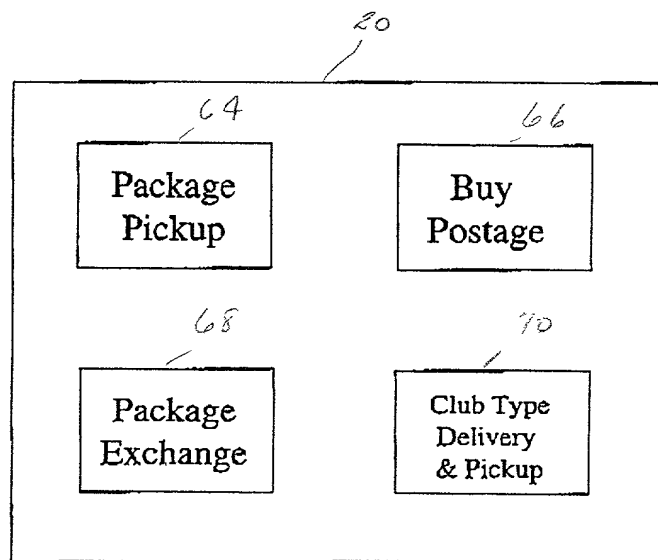 20
64
66
Package
Pickup
Buy
Postage
68
70
Package
Exchange
Club Type
Delivery
& Pickup